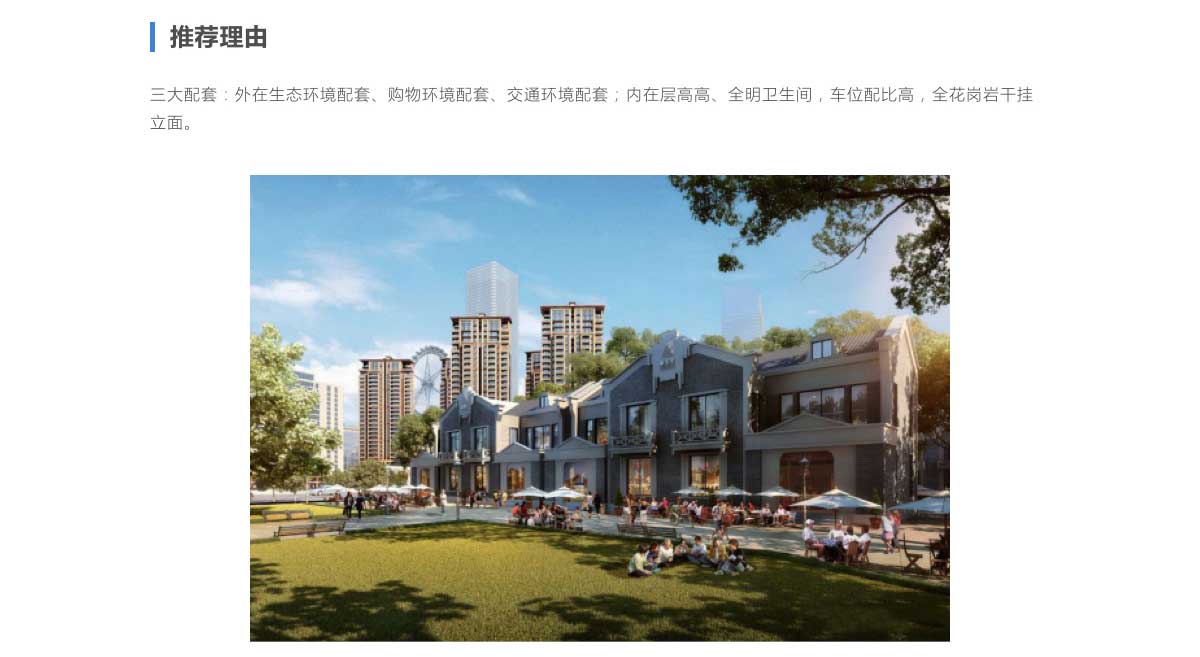 推荐理由
三大配套：外在生态环境配套、购物环境配套、交通环境配套；内在层高高、全明卫生间，车位配比高，全花岗岩干挂
立面。